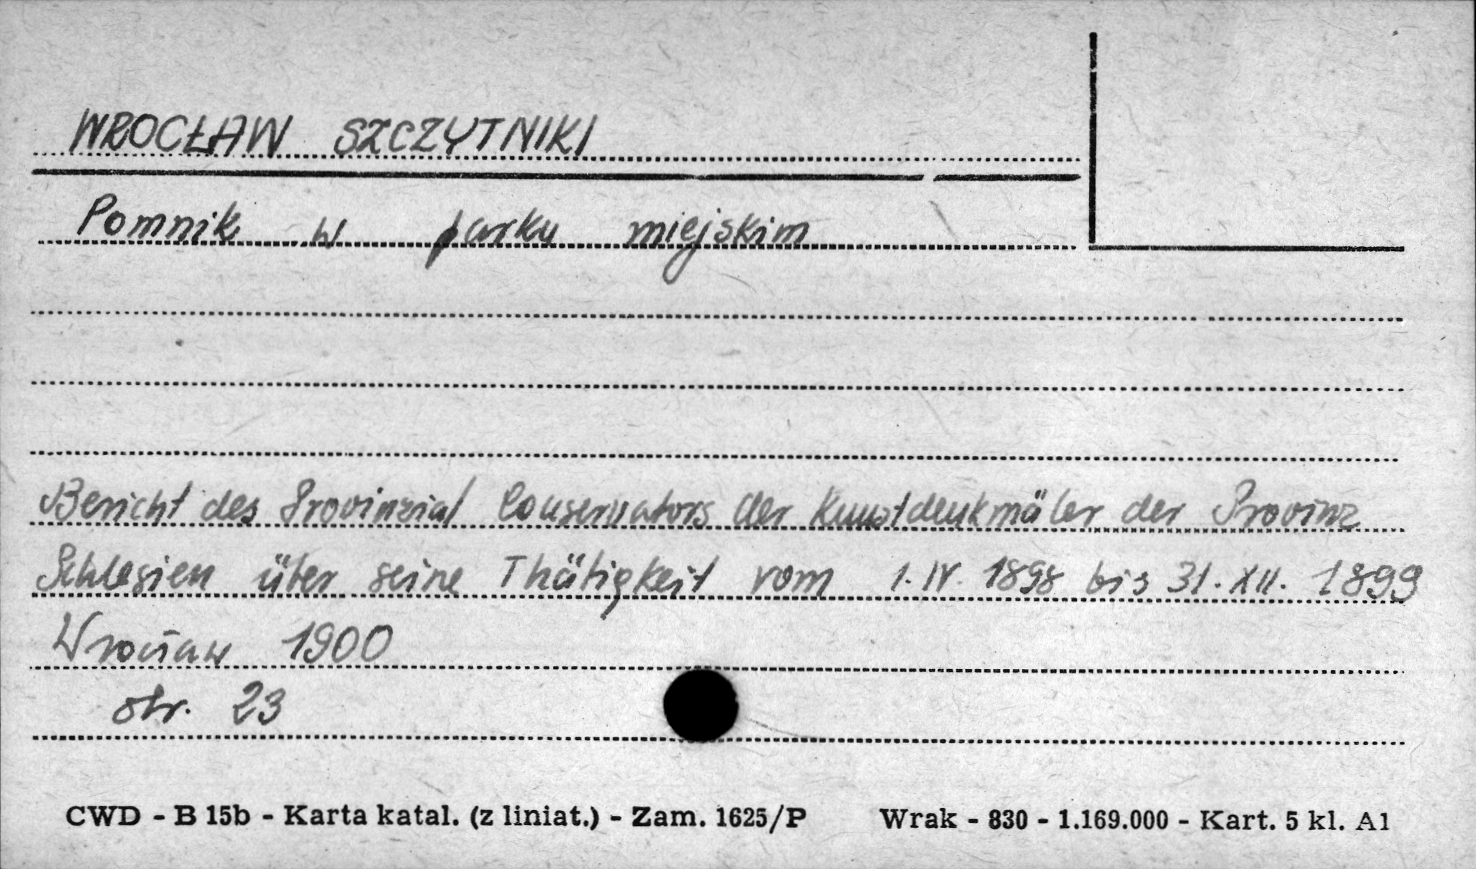 WROCŁAW SZCZYTNIKI
Pomnik w parku miejskim
Bericht des Provinzial Conservators der Kunstdenkmäler der Provinz
Schlesien über seine Thätigkeit vom 1. IV. 1898 bis 31. XII. 1899
Wrocław 1900
str. 23
CWD - B 15b - Karta katal. (z liniat.) - Zam. 1625/P Wrak - 830 - 1.169.000 - Kart. 5 kl. A1